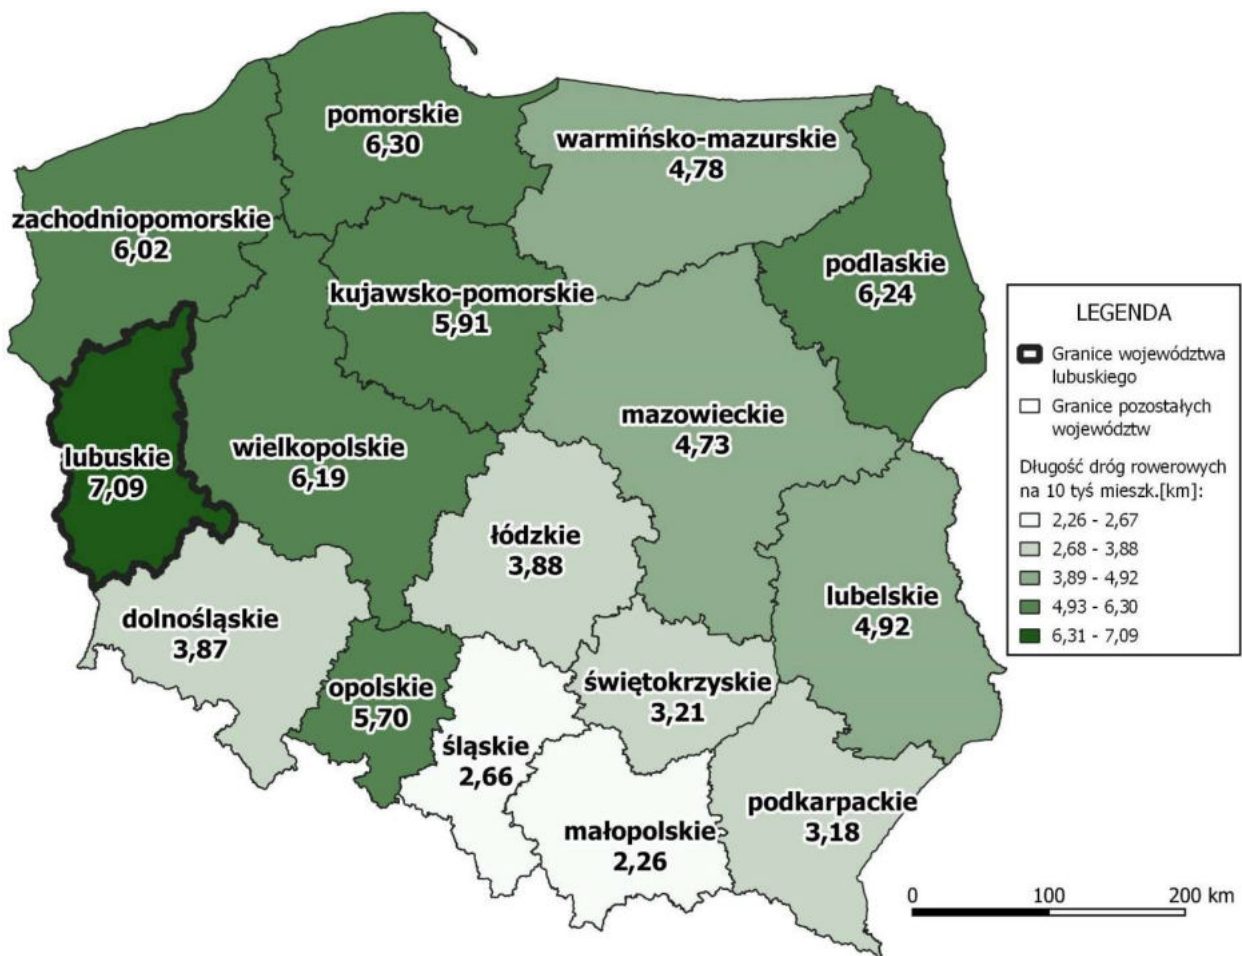 pomorskie
6,30
warmińsko-mazurskie
4,78
zachodniopomorskie
6,02
podlaskie
6,24
kujawsko-pomorskie
5,91
mazowieckie
4,73
wielkopolskie
6,19
lubuskie
7,09
łódzkie
3,88
lubelskie
4,92
dolnośląskie
3,87
opolskie
5,70
świętokrzyskie
3,21
śląskie
2,66
podkarpackie
3,18
małopolskie
2,26
LEGENDA
Granice województwa
lubuskiego
Granice pozostałych
województw
Długość dróg rowerowych
na 10 tyś mieszk.[km]:
2,26 - 2,67
2,68 - 3,88
3,89 - 4,92
4,93 - 6,30
6,31 - 7,09
0 100 200 km